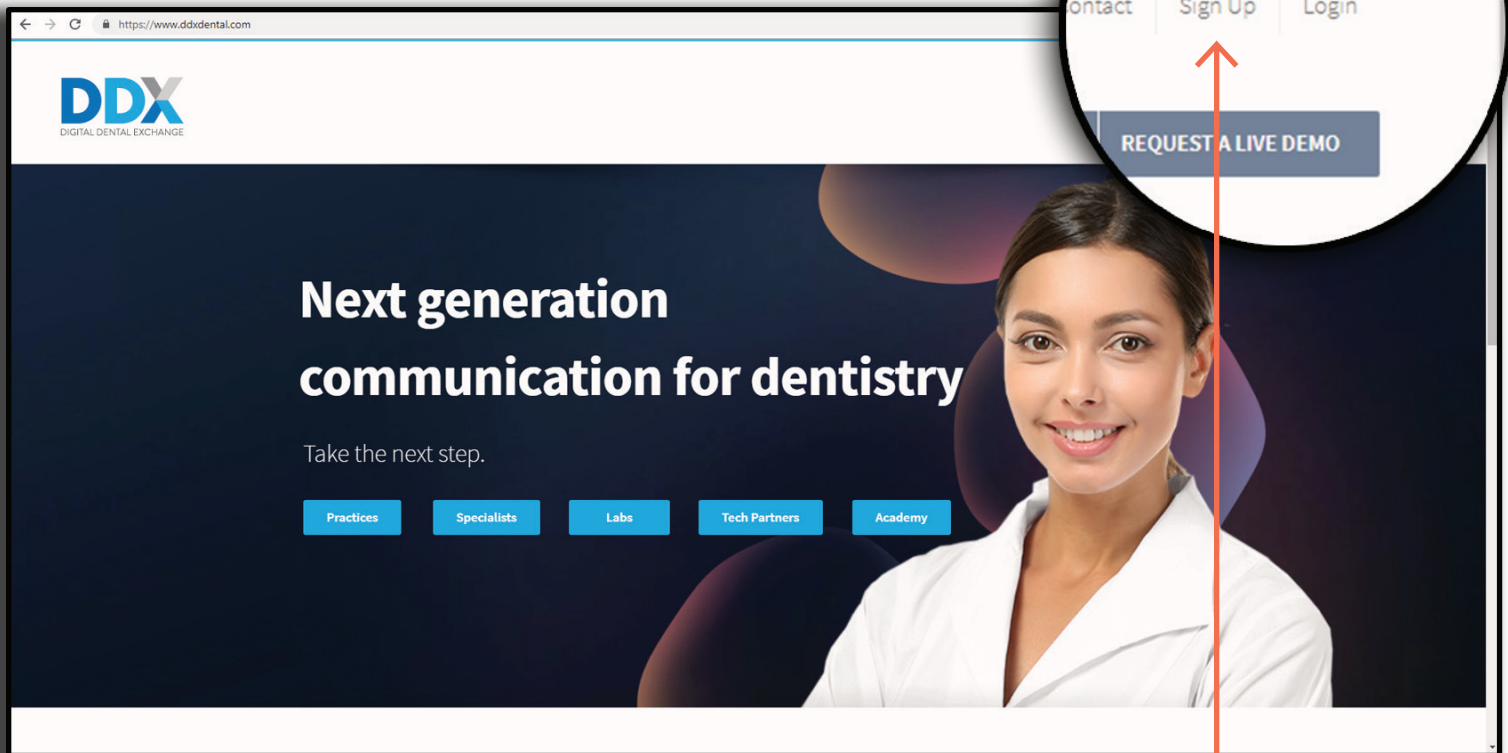 https://www.ddxdental.com
Sign Up
Login
DDX
DIGITAL DENTAL EXCHANGE
REQUEST A LIVE DEMO
Next generation
communication for dentistry
Take the next step.
Practices
Specialists
Labs
Tech Partners
Academy